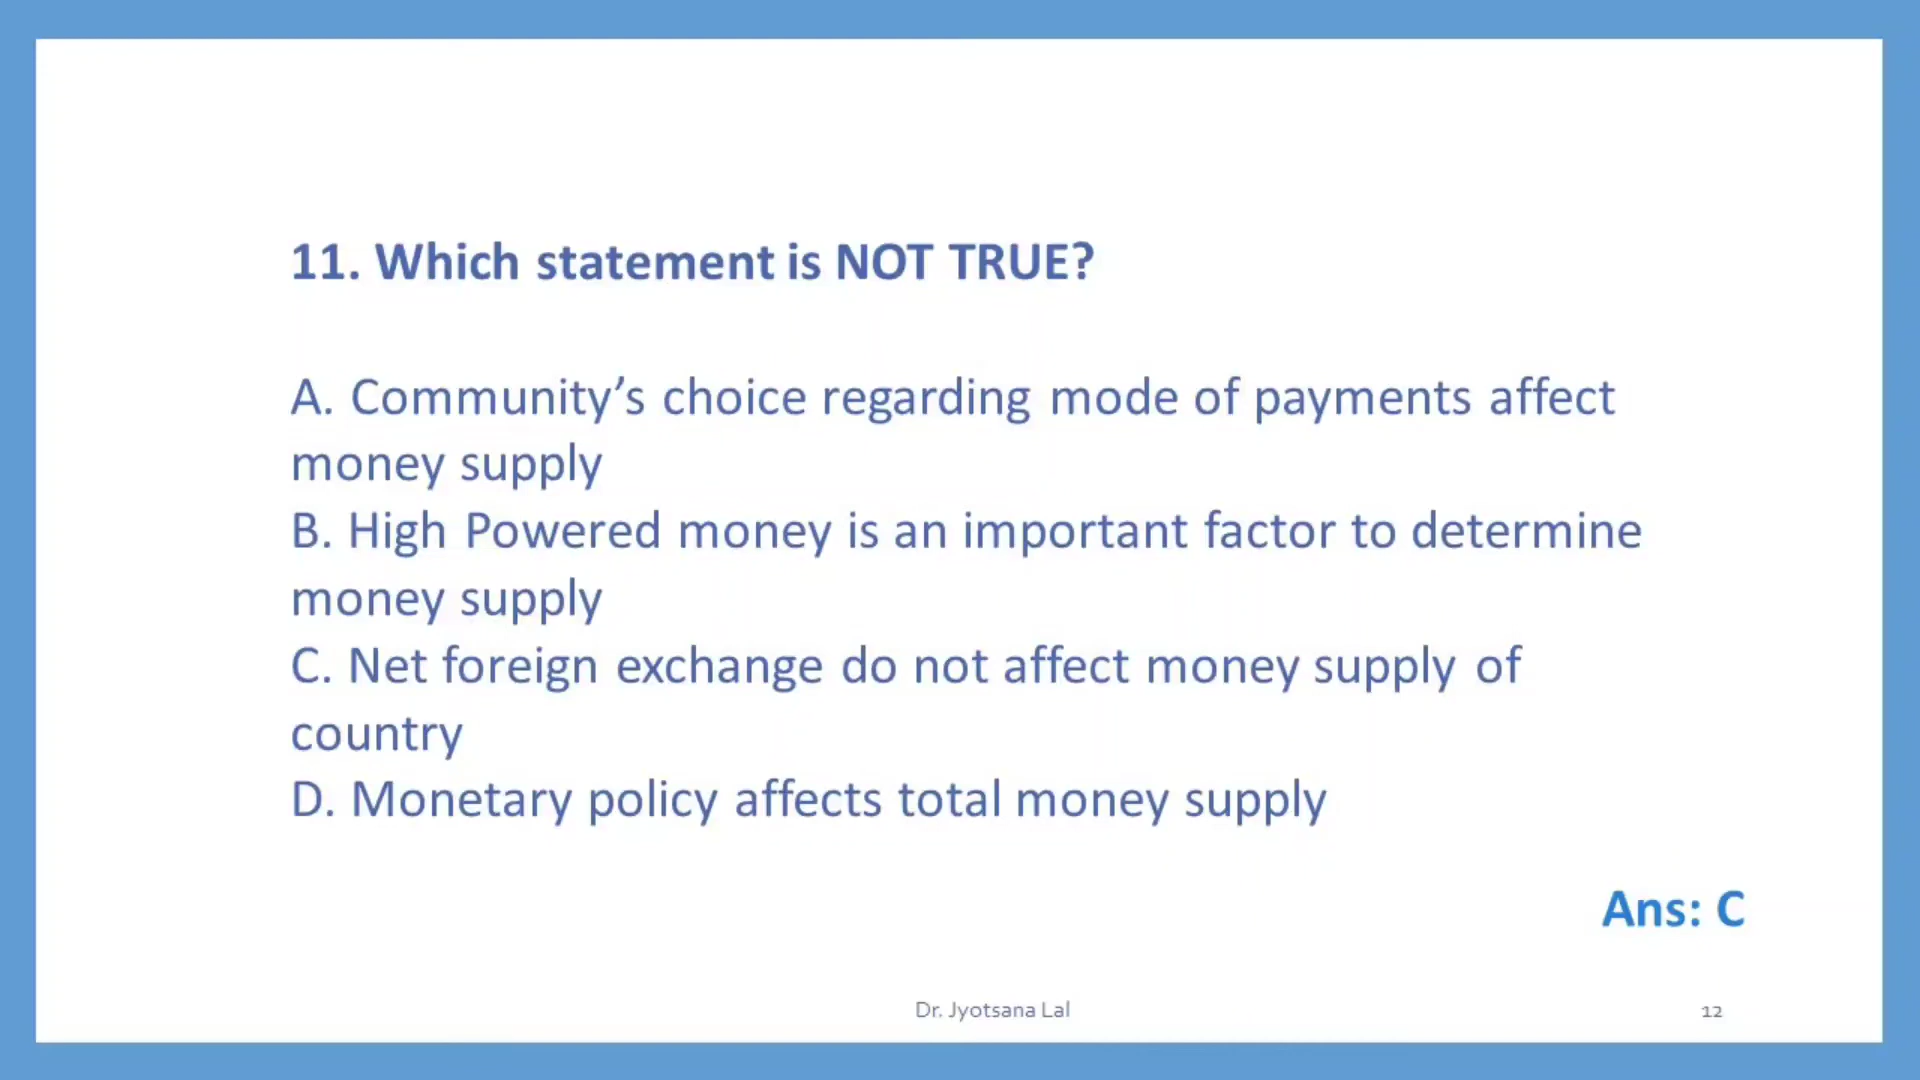 11. Which statement is NOT TRUE?
A. Community’s choice regarding mode of payments affect
money supply
B. High Powered money is an important factor to determine
money supply
C. Net foreign exchange do not affect money supply of
country
D. Monetary policy affects total money supply
Ans: C
Dr. Jyotsana Lal
12